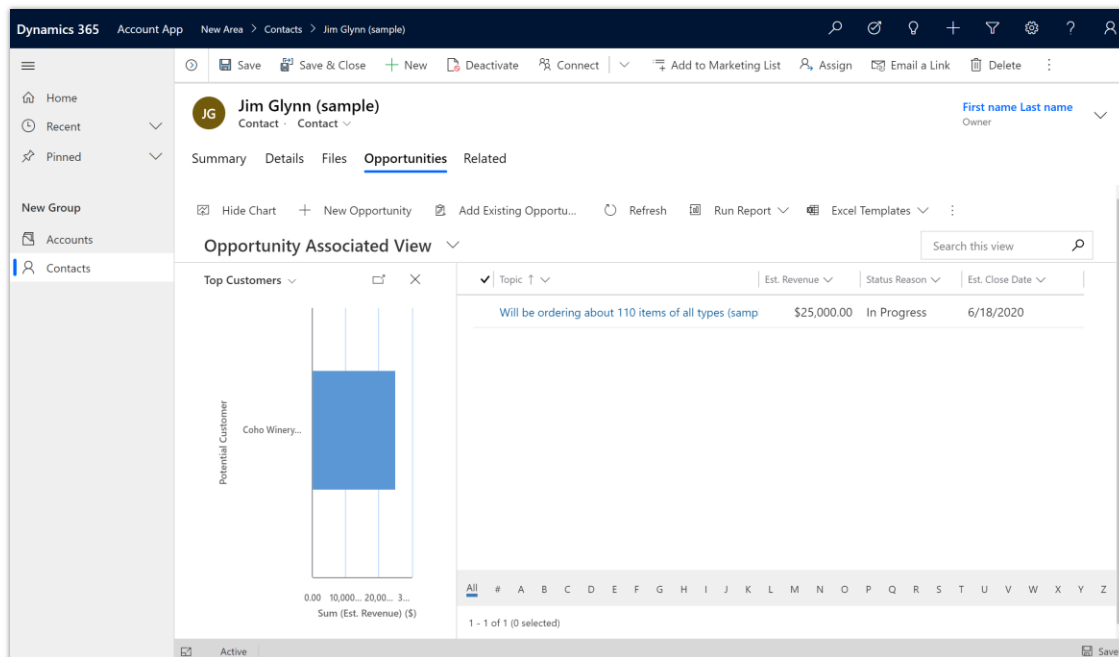 Dynamics 365 Account App New Area > Contacts > Jim Glynn (sample)
Save Save & Close New Deactivate Connect Add to Marketing List Assign Email a Link Delete
Home
Recent
Pinned
New Group
Accounts
Contacts
JG
Jim Glynn (sample)
Contact · Contact
First name Last name
Owner
Summary Details Files Opportunities Related
Hide Chart New Opportunity Add Existing Opportu... Refresh Run Report Excel Templates
Opportunity Associated View
Search this view
Top Customers
Topic ↑ Est. Revenue Status Reason Est. Close Date
Will be ordering about 110 items of all types (samp $25,000.00 In Progress 6/18/2020
Potential Customer
Coho Winery...
0.00 10,000... 20,00... 3...
Sum (Est. Revenue) ($)
All # A B C D E F G H I J K L M N O P Q R S T U V W X Y Z
1 - 1 of 1 (0 selected)
Active Save